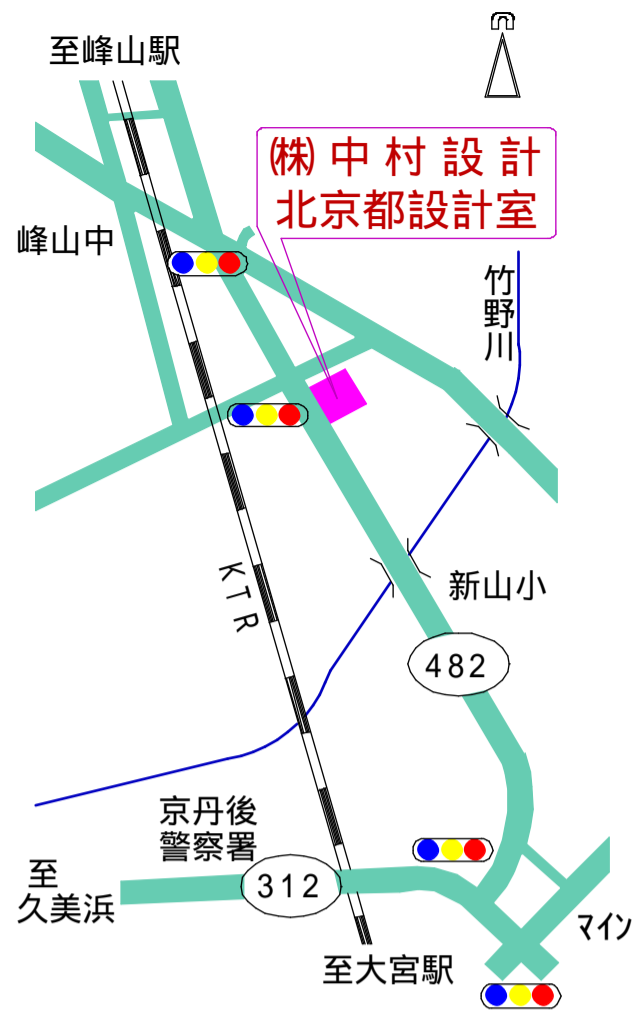 至峰山駅
㈱中村設計
北京都設計室
峰山中
竹野川
KTR
新山小
482
京丹後
警察署
312
至
久美浜
マイン
至大宮駅